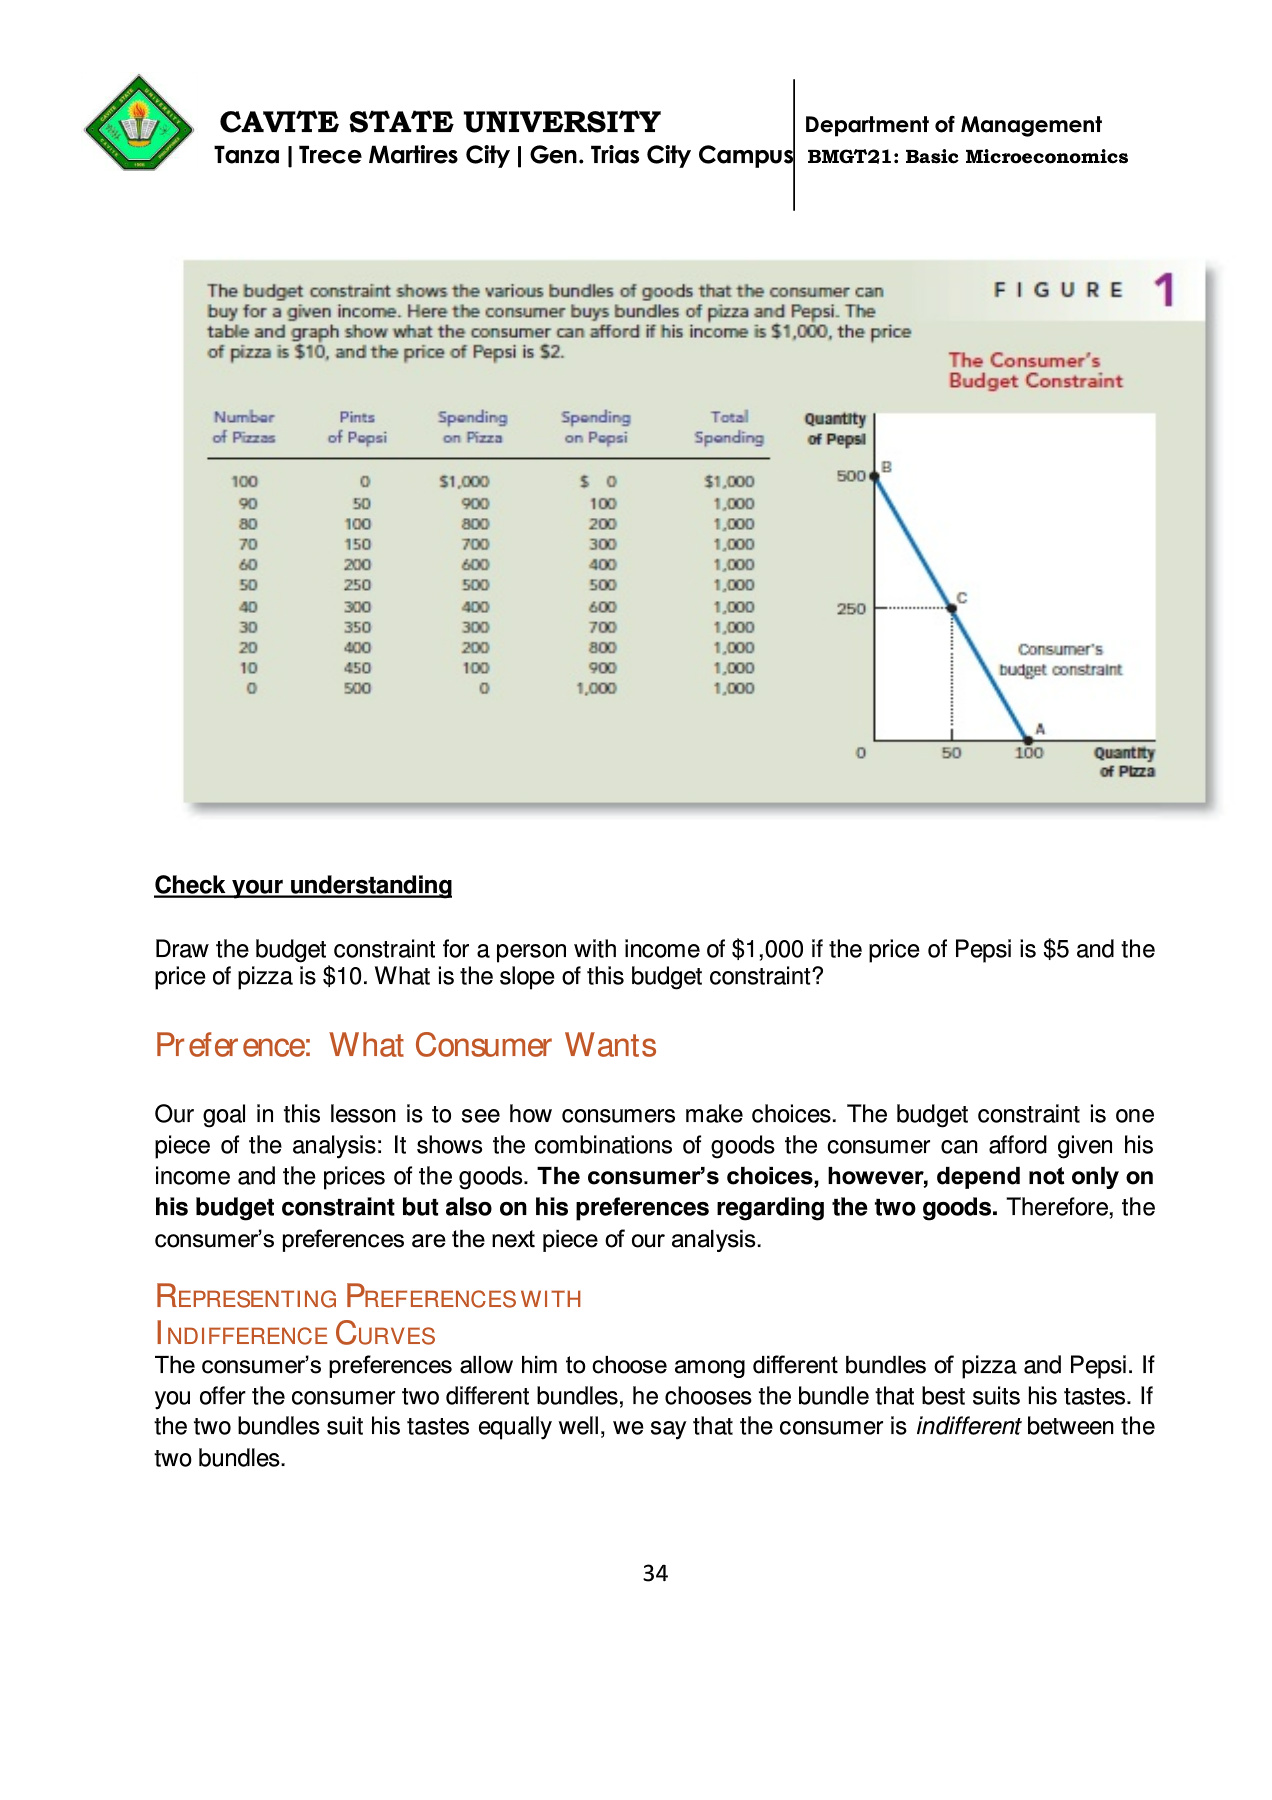 CAVITE STATE UNIVERSITY
Tanza | Trece Martires City | Gen. Trias City Campus
Department of Management
BMGT21: Basic Microeconomics
The budget constraint shows the various bundles of goods that the consumer can
buy for a given income. Here the consumer buys bundles of pizza and Pepsi. The
table and graph show what the consumer can afford if his income is $1,000, the price
of pizza is $10, and the price of Pepsi is $2.
FIGURE 1
The Consumer's
Budget Constraint
Number of Pizzas Pints of Pepsi Spending on Pizza Spending on Pepsi Total Spending
100 0 $1,000 $ 0 $1,000
90 50 900 100 1,000
80 100 800 200 1,000
70 150 700 300 1,000
60 200 600 400 1,000
50 250 500 500 1,000
40 300 400 600 1,000
30 350 300 700 1,000
20 400 200 800 1,000
10 450 100 900 1,000
0 500 0 1,000 1,000
Quantity
of Pepsi
500
B
250
C
Consumer's
budget constraint
A
0 50 100
Quantity
of Pizza
Check your understanding
Draw the budget constraint for a person with income of $1,000 if the price of Pepsi is $5 and the
price of pizza is $10. What is the slope of this budget constraint?
Preference: What Consumer Wants
Our goal in this lesson is to see how consumers make choices. The budget constraint is one
piece of the analysis: It shows the combinations of goods the consumer can afford given his
income and the prices of the goods. The consumer's choices, however, depend not only on
his budget constraint but also on his preferences regarding the two goods. Therefore, the
consumer's preferences are the next piece of our analysis.
REPRESENTING PREFERENCES WITH
INDIFFERENCE CURVES
The consumer's preferences allow him to choose among different bundles of pizza and Pepsi. If
you offer the consumer two different bundles, he chooses the bundle that best suits his tastes. If
the two bundles suit his tastes equally well, we say that the consumer is indifferent between the
two bundles.
34